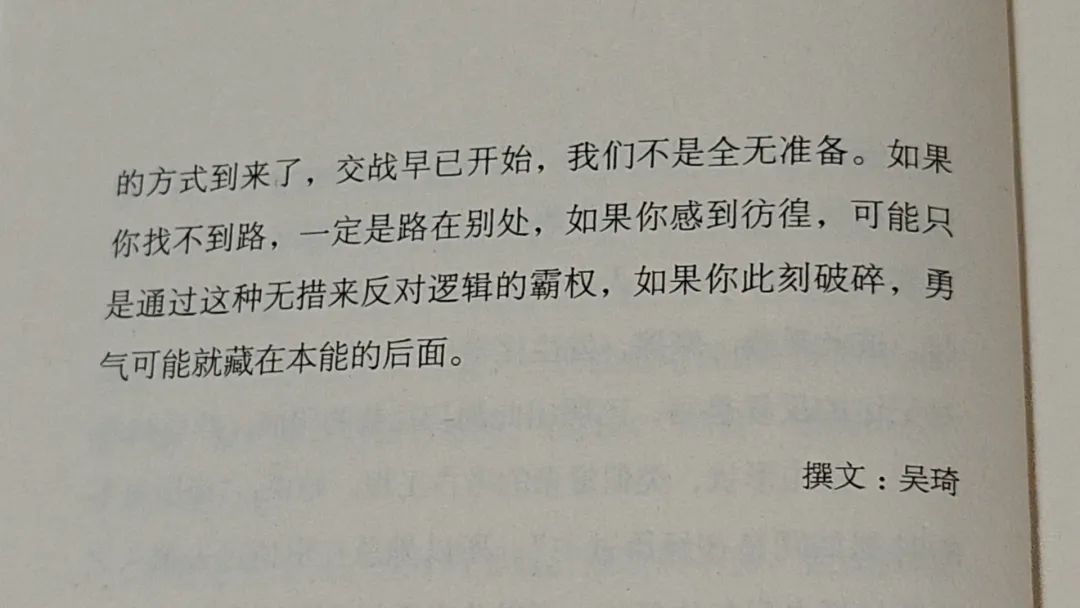 的方式到来了，交战早已开始，我们不是全无准备。如果
你找不到路，一定是路在别处，如果你感到彷徨，可能只
是通过这种无措来反对逻辑的霸权，如果你此刻破碎，勇
气可能就藏在本能的后面。
撰文：吴琦